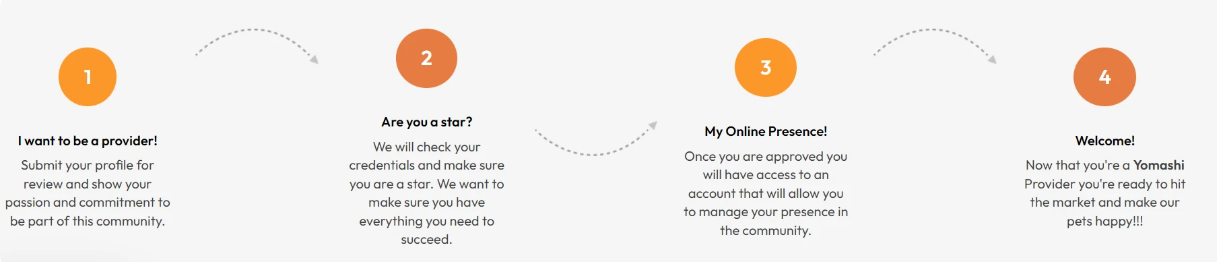 1
I want to be a provider!
Submit your profile for
review and show your
passion and commitment to
be part of this community.
2
Are you a star?
We will check your
credentials and make sure
you are a star. We want to
make sure you have
everything you need to
succeed.
3
My Online Presence!
Once you are approved you
will have access to an
account that will allow you
to manage your presence in
the community.
4
Welcome!
Now that you're a Yomashi
Provider you're ready to hit
the market and make our
pets happy!!!